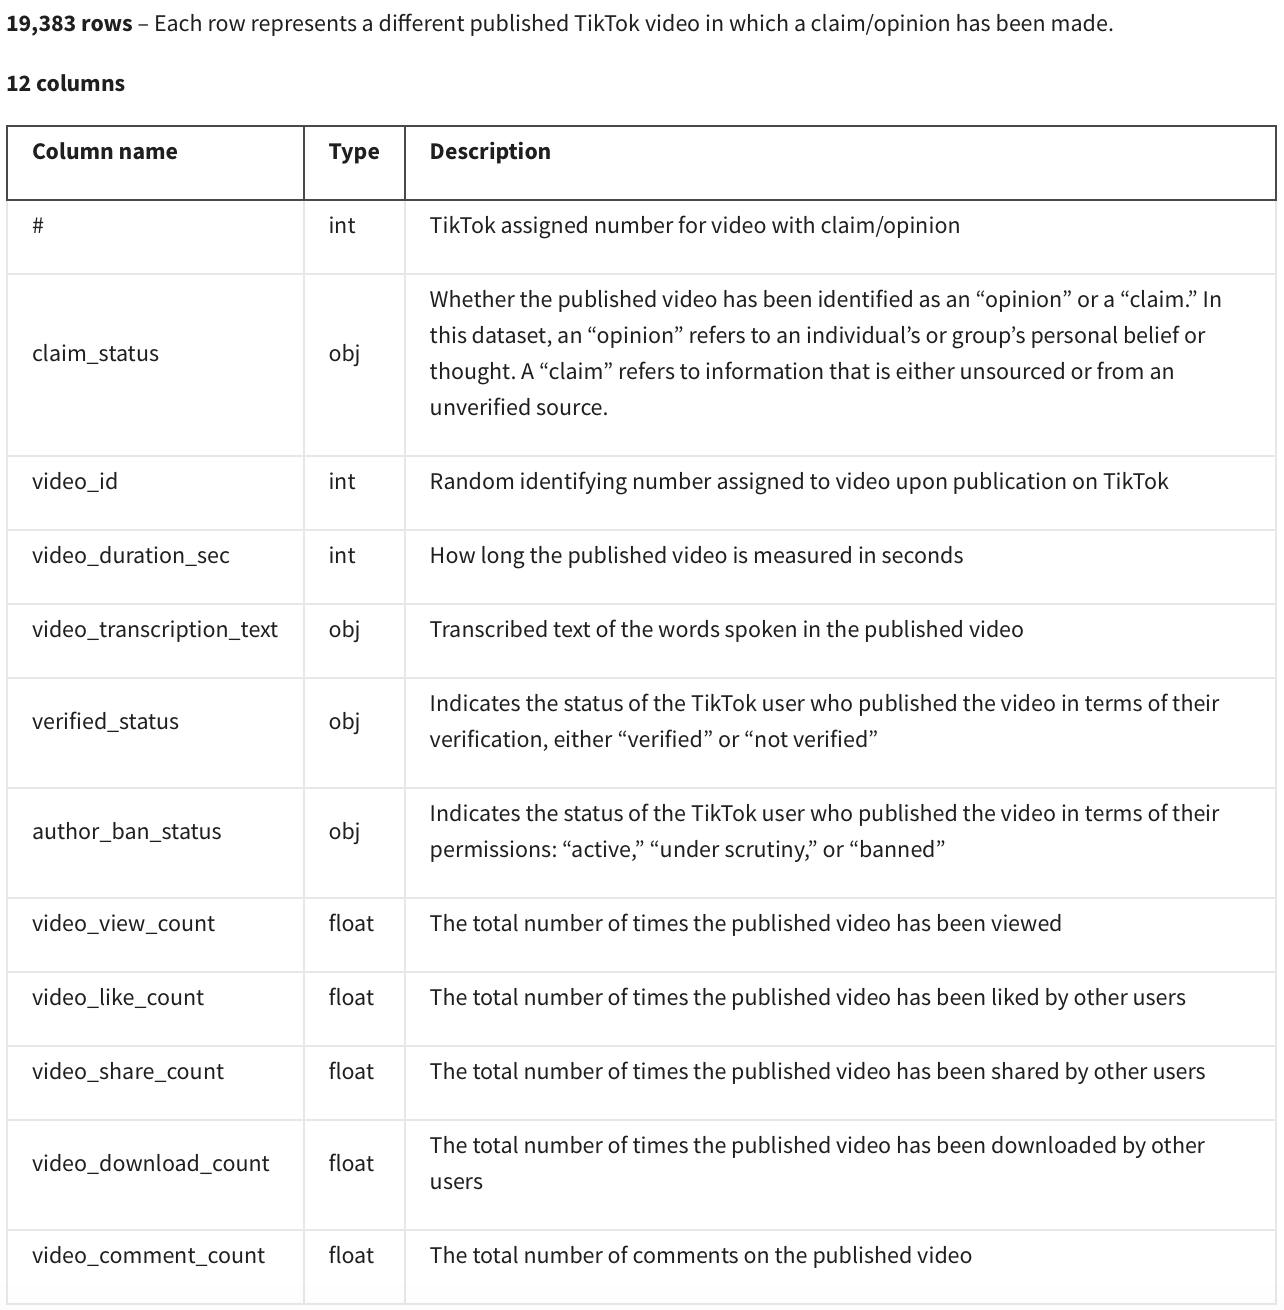 19,383 rows – Each row represents a different published TikTok video in which a claim/opinion has been made.
12 columns
Column name Type Description
# int TikTok assigned number for video with claim/opinion
claim_status obj Whether the published video has been identified as an “opinion” or a “claim.” In
this dataset, an “opinion” refers to an individual’s or group’s personal belief or
thought. A “claim” refers to information that is either unsourced or from an
unverified source.
video_id int Random identifying number assigned to video upon publication on TikTok
video_duration_sec int How long the published video is measured in seconds
video_transcription_text obj Transcribed text of the words spoken in the published video
verified_status obj Indicates the status of the TikTok user who published the video in terms of their
verification, either “verified” or “not verified”
author_ban_status obj Indicates the status of the TikTok user who published the video in terms of their
permissions: “active,” “under scrutiny,” or “banned”
video_view_count float The total number of times the published video has been viewed
video_like_count float The total number of times the published video has been liked by other users
video_share_count float The total number of times the published video has been shared by other users
video_download_count float The total number of times the published video has been downloaded by other
users
video_comment_count float The total number of comments on the published video